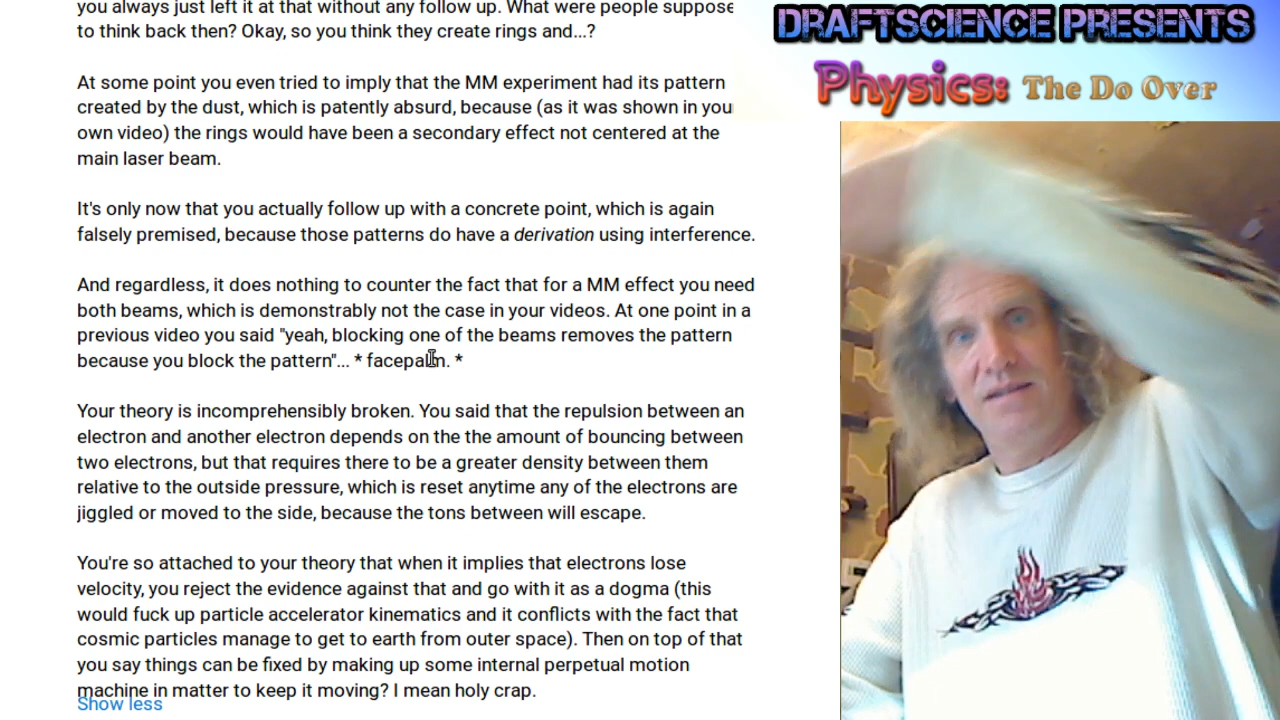 you always just left it at that without any follow up. What were people suppose
to think back then? Okay, so you think they create rings and...?
At some point you even tried to imply that the MM experiment had its pattern
created by the dust, which is patently absurd, because (as it was shown in you
own video) the rings would have been a secondary effect not centered at the
main laser beam.
It's only now that you actually follow up with a concrete point, which is again
falsely premised, because those patterns do have a derivation using interference.
And regardless, it does nothing to counter the fact that for a MM effect you need
both beams, which is demonstrably not the case in your videos. At one point in a
previous video you said "yeah, blocking one of the beams removes the pattern
because you block the pattern"... * facepalm. *
Your theory is incomprehensibly broken. You said that the repulsion between an
electron and another electron depends on the the amount of bouncing between
two electrons, but that requires there to be a greater density between them
relative to the outside pressure, which is reset anytime any of the electrons are
jiggled or moved to the side, because the tons between will escape.
You're so attached to your theory that when it implies that electrons lose
velocity, you reject the evidence against that and go with it as a dogma (this
would fuck up particle accelerator kinematics and it conflicts with the fact that
cosmic particles manage to get to earth from outer space). Then on top of that
you say things can be fixed by making up some internal perpetual motion
machine in matter to keep it moving? I mean holy crap.
Show less
DRAFTSCIENCE PRESENTS
Physics: The Do Over